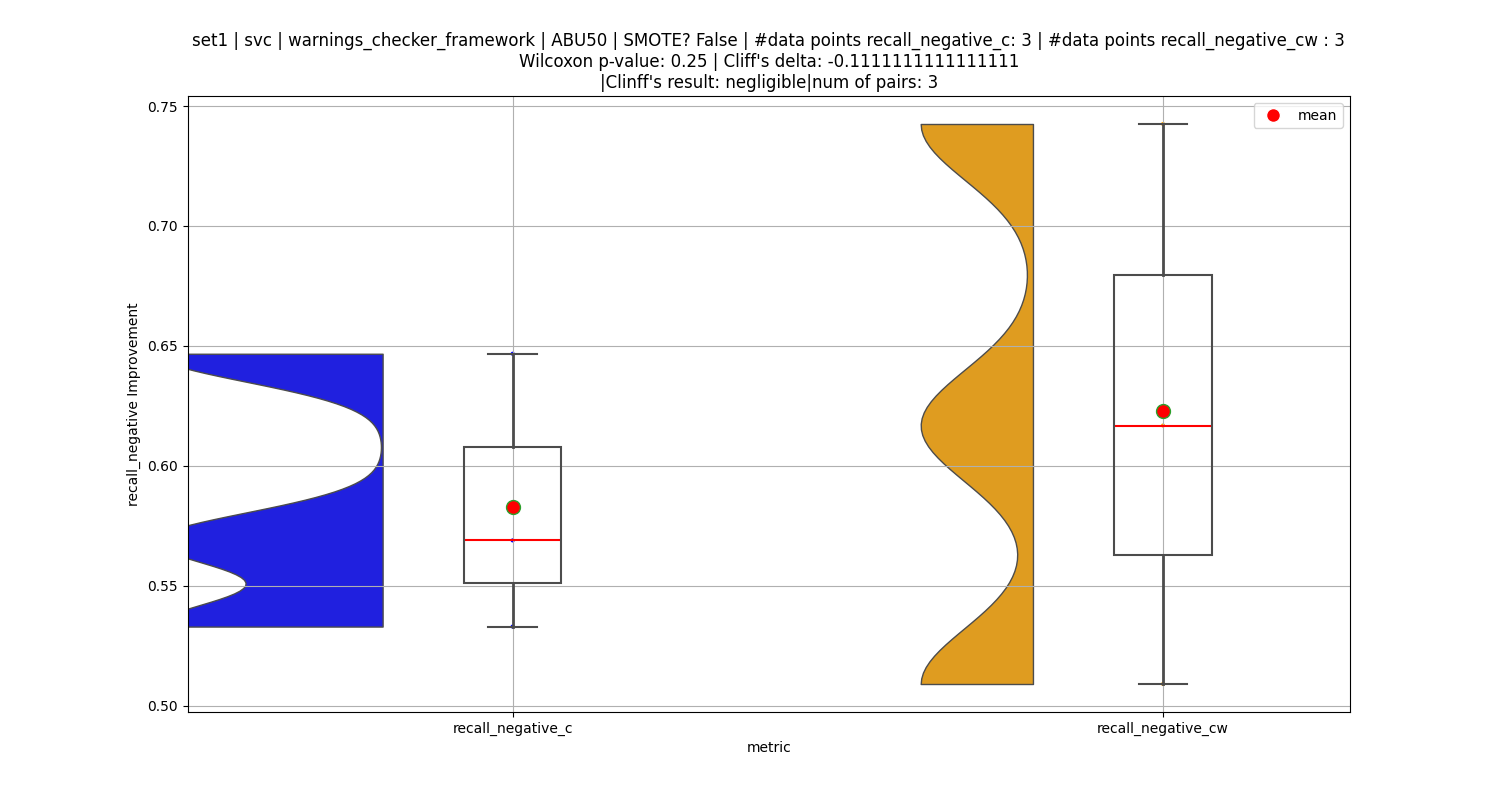 set1 | svc | warnings_checker_framework | ABU50 | SMOTE? False | #data points recall_negative_c: 3 | #data points recall_negative_cw : 3
Wilcoxon p-value: 0.25 | Cliff's delta: -0.1111111111111111
|Clinff's result: negligible|num of pairs: 3
0.75
mean
0.70
0.65
0.60
0.55
0.50
recall_negative Improvement
recall_negative_c
recall_negative_cw
metric